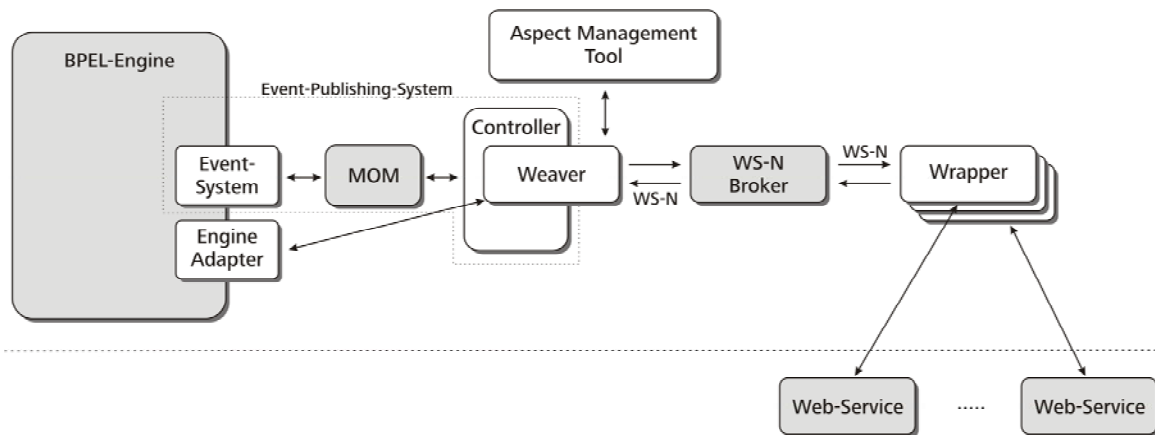 Aspect Management
Tool
BPEL-Engine
Event-Publishing-System
Controller
Event-
System
MOM
Weaver
WS-N
WS-N
Broker
WS-N
Wrapper
Engine
Adapter
Web-Service
.....
Web-Service